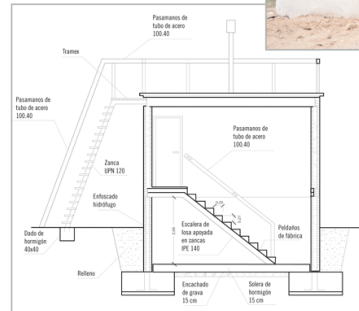 Pasamanos de
tubo de acero
100.40
Tramex
Pasamanos de
tubo de acero
100.40
Pasamanos de
tubo de acero
100.40
Zanca
UPN 120
Enfoscado
hidrófugo
Escalera de
losa apoyada
en zancas
IPE 140
Peldaños
de fábrica
Dado de
hormigón
40x40
Relleno
Encachado
de grava
15 cm
Solera de
hormigón
15 cm